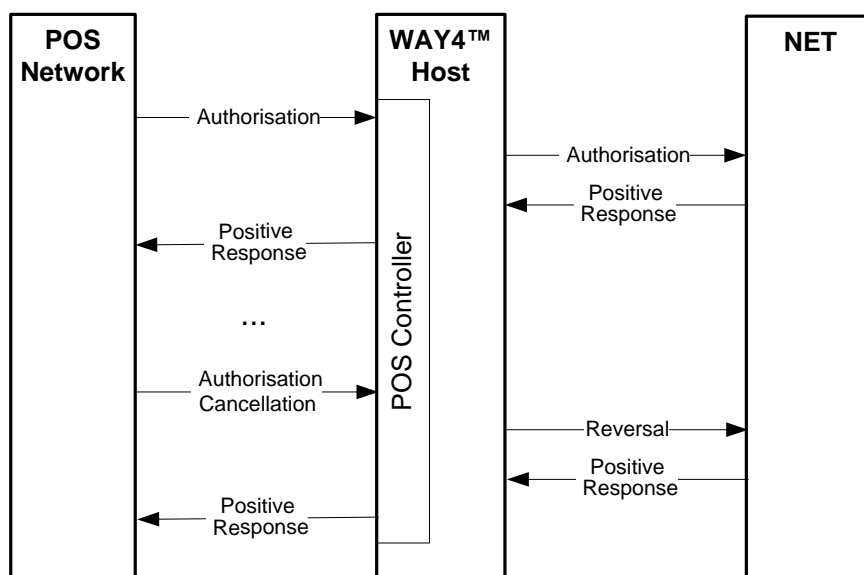 POS
Network
WAY4™
Host
NET
Authorisation
Authorisation
Positive
Response
Positive
Response
POS Controller
...
Authorisation
Cancellation
Reversal
Positive
Response
Positive
Response